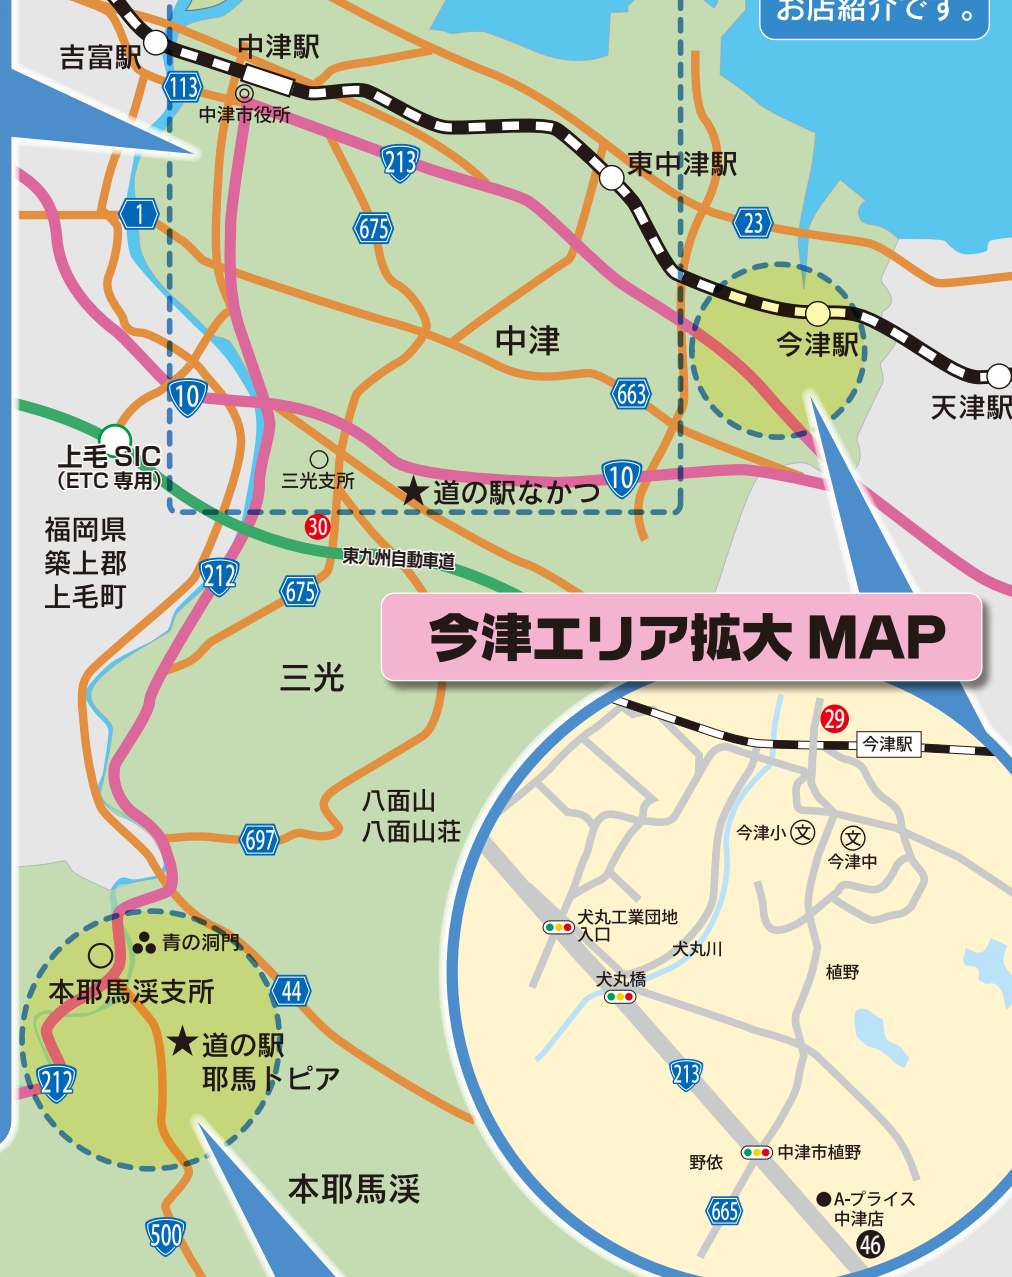 お店紹介です。
吉富駅
中津駅
113
中津市役所
213
東中津駅
1
675
23
中津
今津駅
天津駅
10
663
上毛 SIC
(ETC 専用)
三光支所
★道の駅なかつ
10
30
東九州自動車道
福岡県
築上郡
上毛町
212
675
今津エリア拡大 MAP
三光
29
今津駅
八面山
八面山荘
697
今津小 文
文
今津中
犬丸工業団地
入口
犬丸川
青の洞門
本耶馬渓支所
犬丸橋
植野
44
★道の駅
耶馬トピア
212
213
中津市植野
野依
本耶馬渓
665
●A-プライス
中津店
46
500